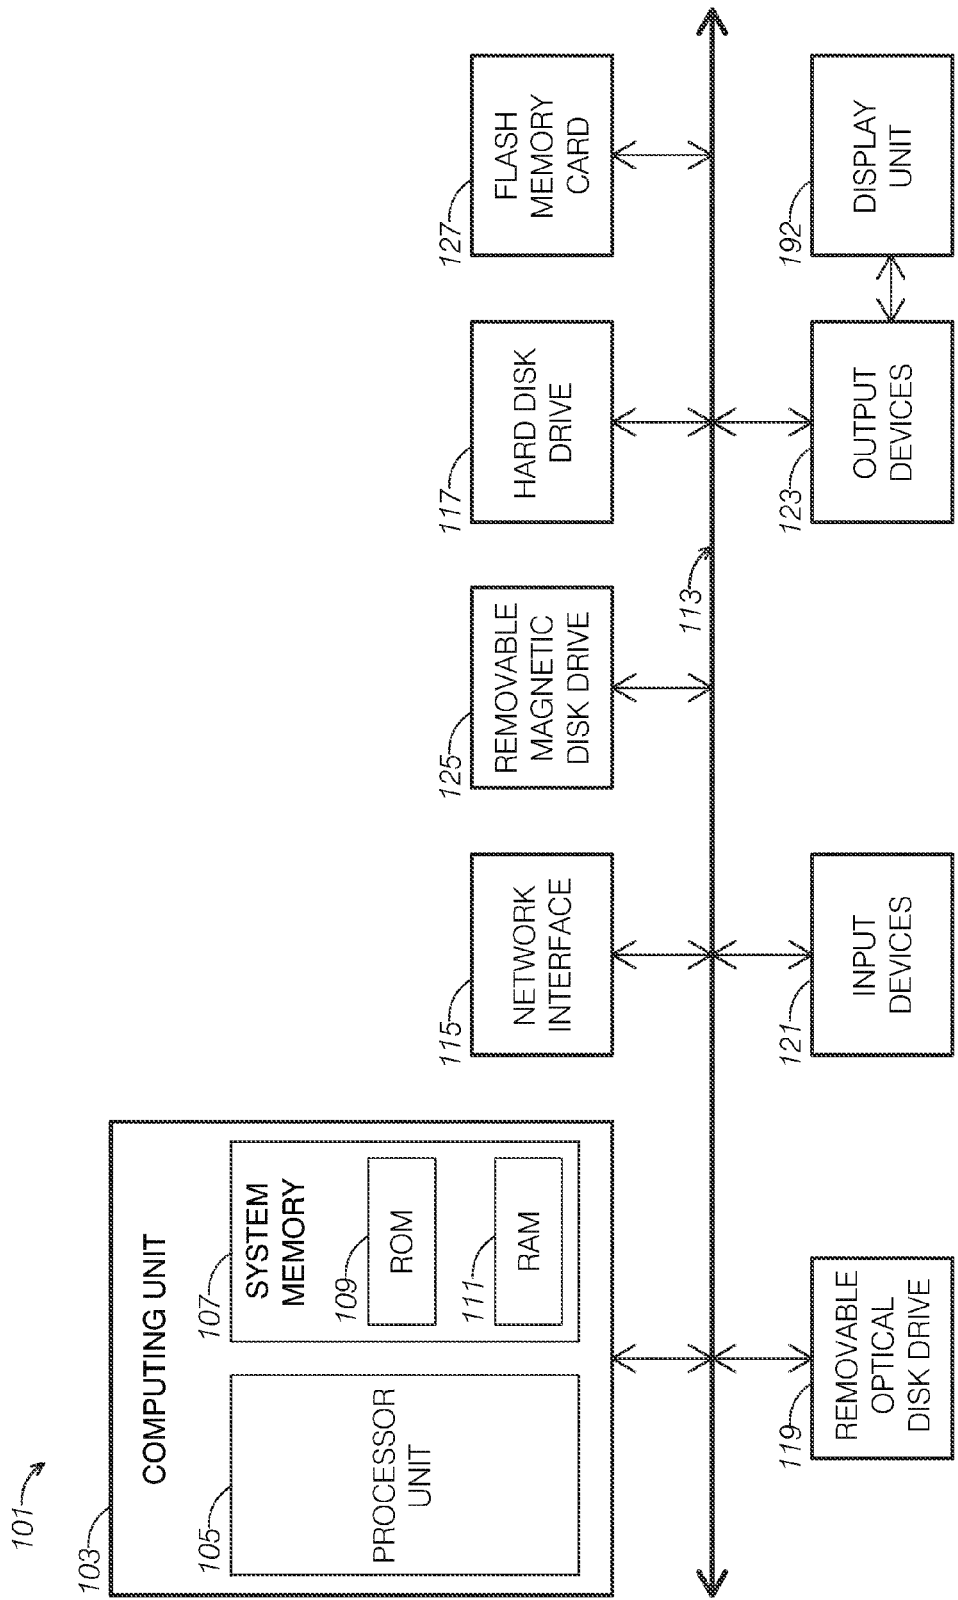 101
103
COMPUTING UNIT
105
PROCESSOR
UNIT
107
SYSTEM
MEMORY
109
ROM
111
RAM
115
NETWORK
INTERFACE
125
REMOVABLE
MAGNETIC
DISK DRIVE
117
HARD DISK
DRIVE
127
FLASH
MEMORY
CARD
113
119
REMOVABLE
OPTICAL
DISK DRIVE
121
INPUT
DEVICES
123
OUTPUT
DEVICES
192
DISPLAY
UNIT